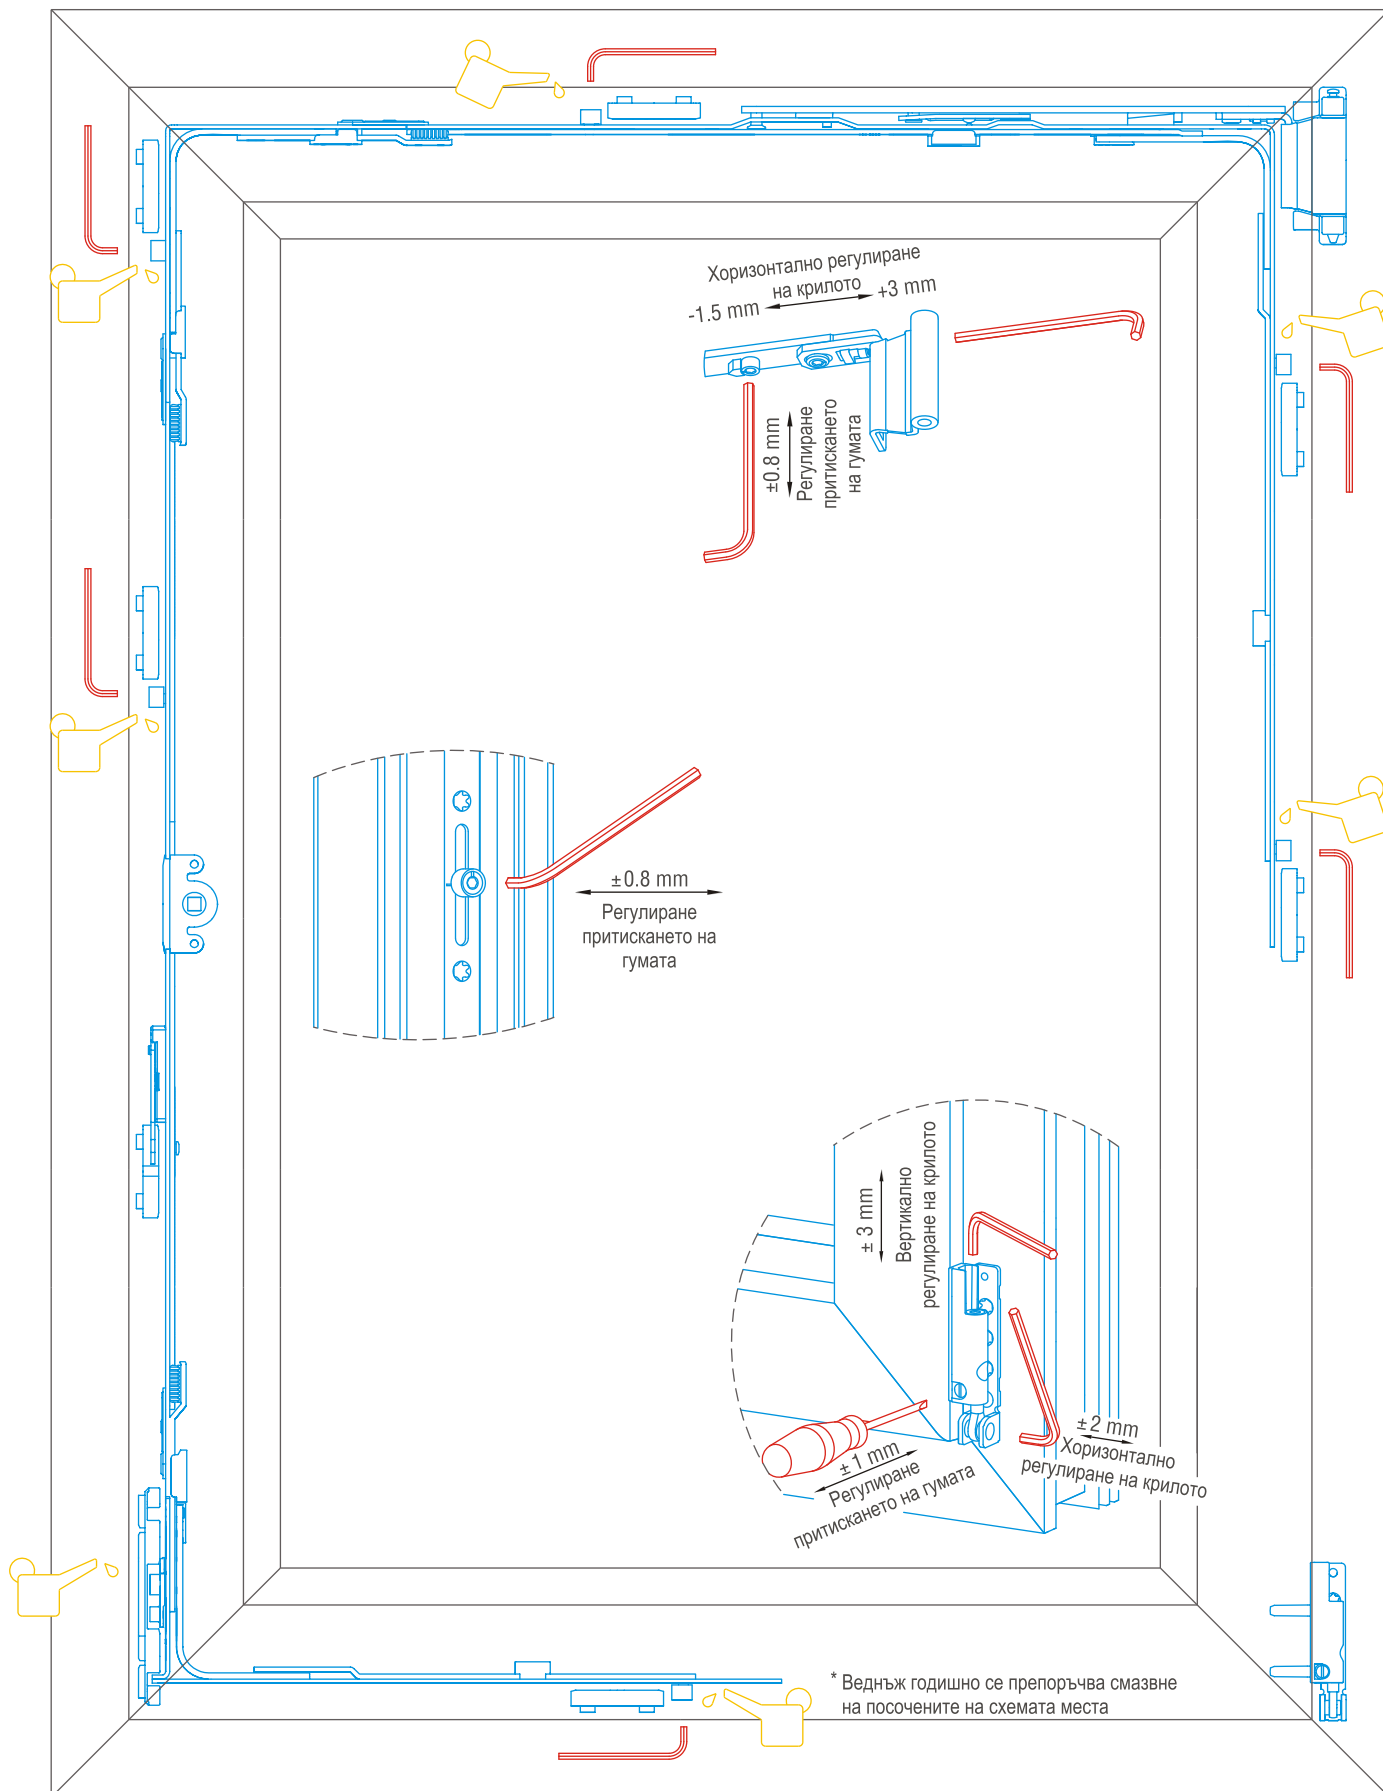 Хоризонтално регулиране
на крилото
-1.5 mm
+3 mm
±0.8 mm
Регулиране
притискането
на гумата
±0.8 mm
Регулиране
притискането на
гумата
± 3 mm
Вертикално
регулиране на крилото
±2 mm
Хоризонтално
регулиране на крилото
± 1 mm
Регулиране
притискането на гумата
* Веднъж годишно се препоръчва смазвне
на посочените на схемата места